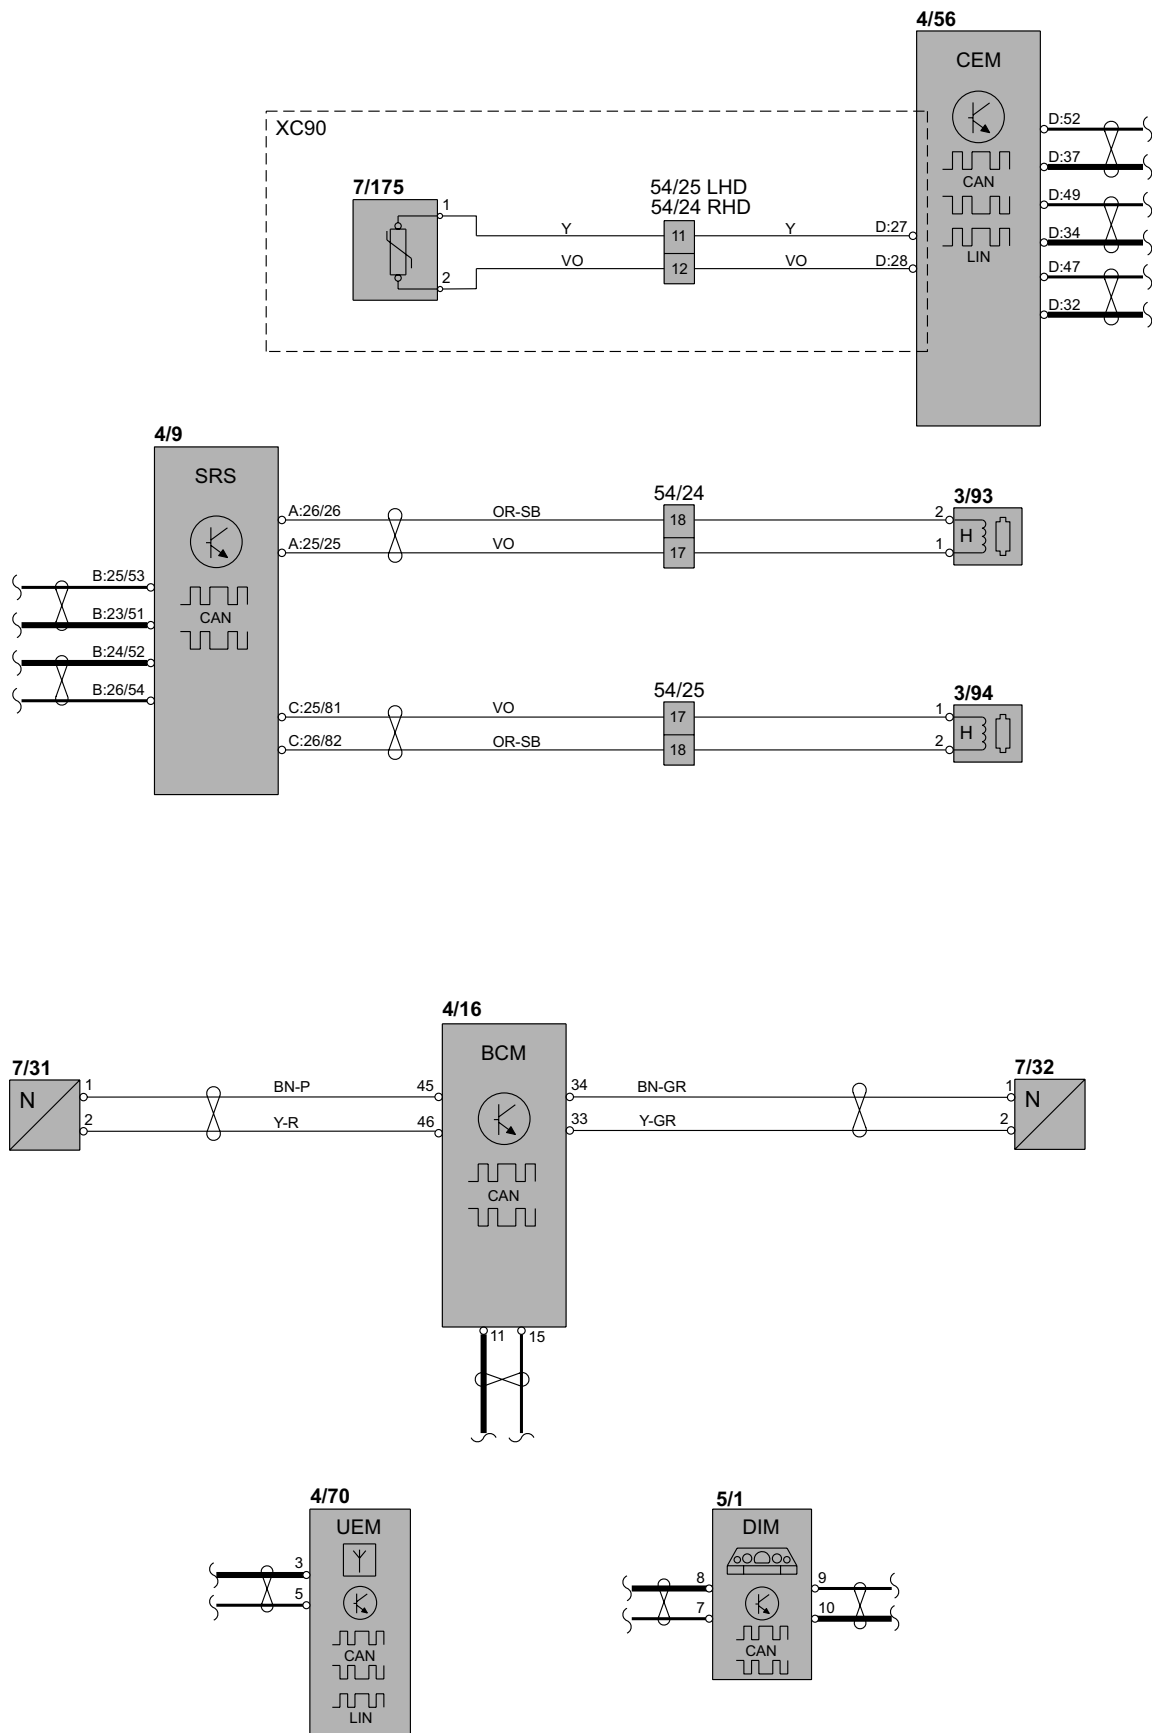 4/56
CEM
CAN
LIN
D:52
D:37
D:49
D:34
D:47
D:32
XC90
7/175
1
2
54/25 LHD
54/24 RHD
Y 11 Y D:27
VO 12 VO D:28
4/9
SRS
CAN
B:25/53
B:23/51
B:24/52
B:26/54
54/24
3/93
A:26/26 OR-SB 18 2
A:25/25 VO 17 1
H
54/25
3/94
C:25/81 VO 17 1
C:26/82 OR-SB 18 2
H
4/16
BCM
CAN
7/31
N
1 BN-P 45
2 Y-R 46
7/32
N
34 BN-GR 1
33 Y-GR 2
11 15
4/70
UEM
3
5
CAN
LIN
5/1
DIM
8 9
7 10
CAN